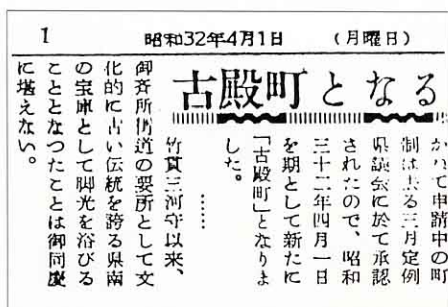 1
昭和32年4月1日
(月曜日)
古殿町となる
かねて申請中の町
制は去る三月定例
県議会に於て承認
されたので、昭和
三十二年四月一日
を期として新たに
「古殿町」となりま
した。
……
竹貫三河守以来、
御斉所街道の要所として文
化的に古い伝統を誇る県南
の宝庫として脚光を浴びる
こととなつたことは御同慶
に堪えない。